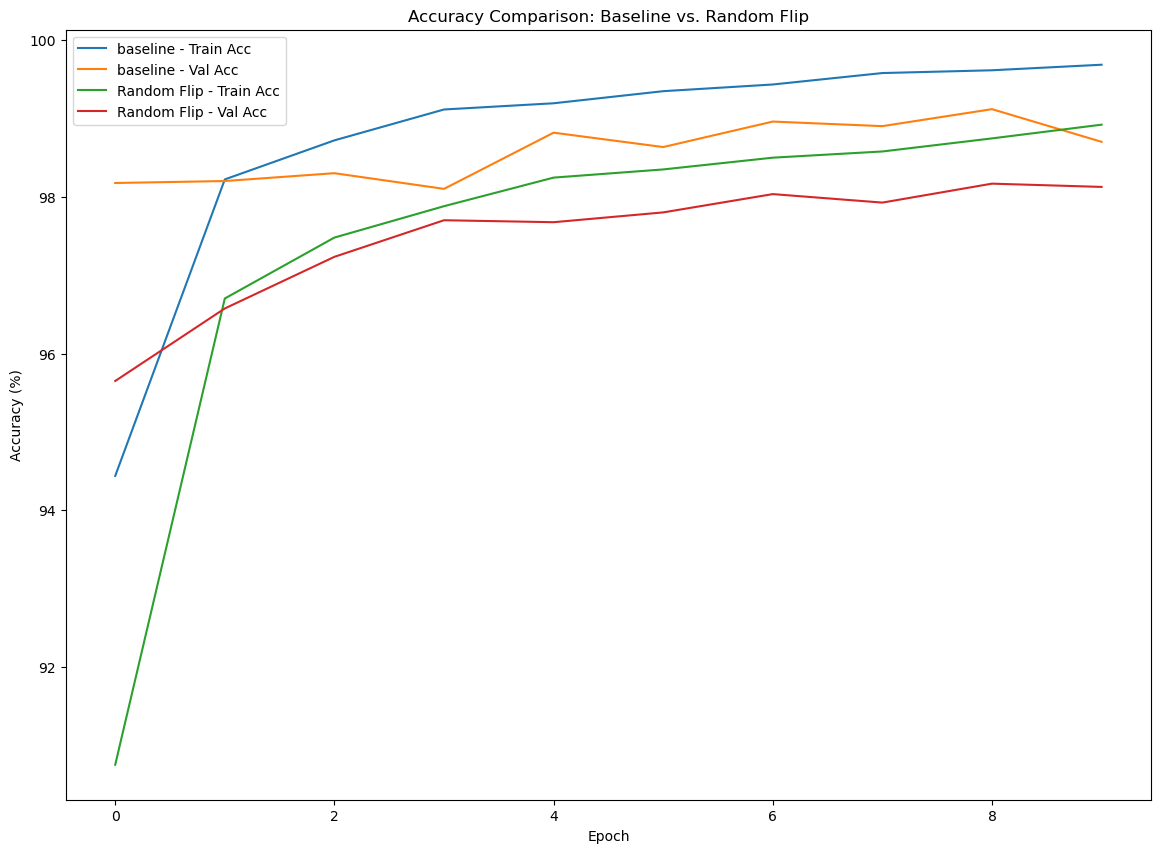 Accuracy Comparison: Baseline vs. Random Flip
baseline - Train Acc
baseline - Val Acc
Random Flip - Train Acc
Random Flip - Val Acc
Accuracy (%)
100
98
96
94
92
0 2 4 6 8
Epoch